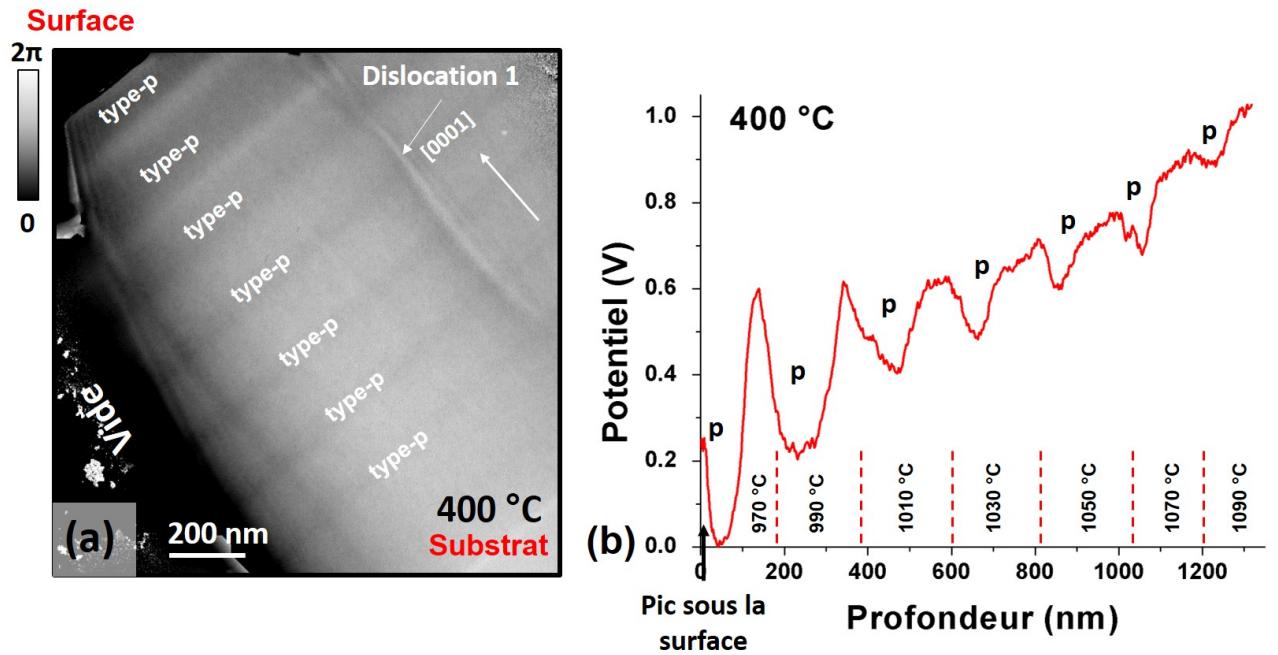 Surface
2π
0
type-p
type-p
type-p
type-p
type-p
type-p
type-p
Dislocation 1
[0001]
Vide
(a)
200 nm
400 °C
Substrat
400 °C
Potentiel (V)
1.0
0.8
0.6
0.4
0.2
0.0
p
p
p
p
p
p
p
970 °C
990 °C
1010 °C
1030 °C
1050 °C
1070 °C
1090 °C
(b)
0
200
400
600
800
1000
1200
Pic sous la
surface
Profondeur (nm)